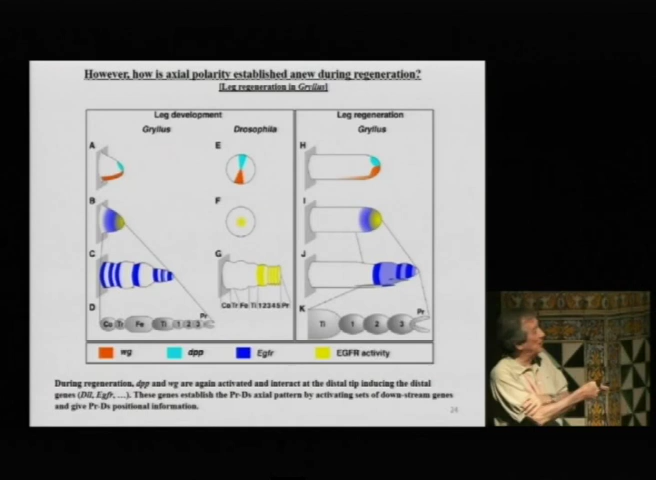 However, how is axial polarity established anew during regeneration?
[Leg regeneration in Gryllus]
Leg development
Leg regeneration
Gryllus
Drosophila
Gryllus
A
E
H
B
F
I
C
G
J
D
K
Co Tr Fe Ti 1 2 3 4 5 Pr
Pr
Co Tr Fe Ti 1 2 3
Pr
Ti 1 2 3
wg
dpp
Egfr
EGFR activity
During regeneration, dpp and wg are again activated and interact at the distal tip inducing the distal
genes (Dll, Egfr, ...). These genes establish the Pr-Ds axial pattern by activating sets of down-stream genes
and give Pr-Ds positional information.
24